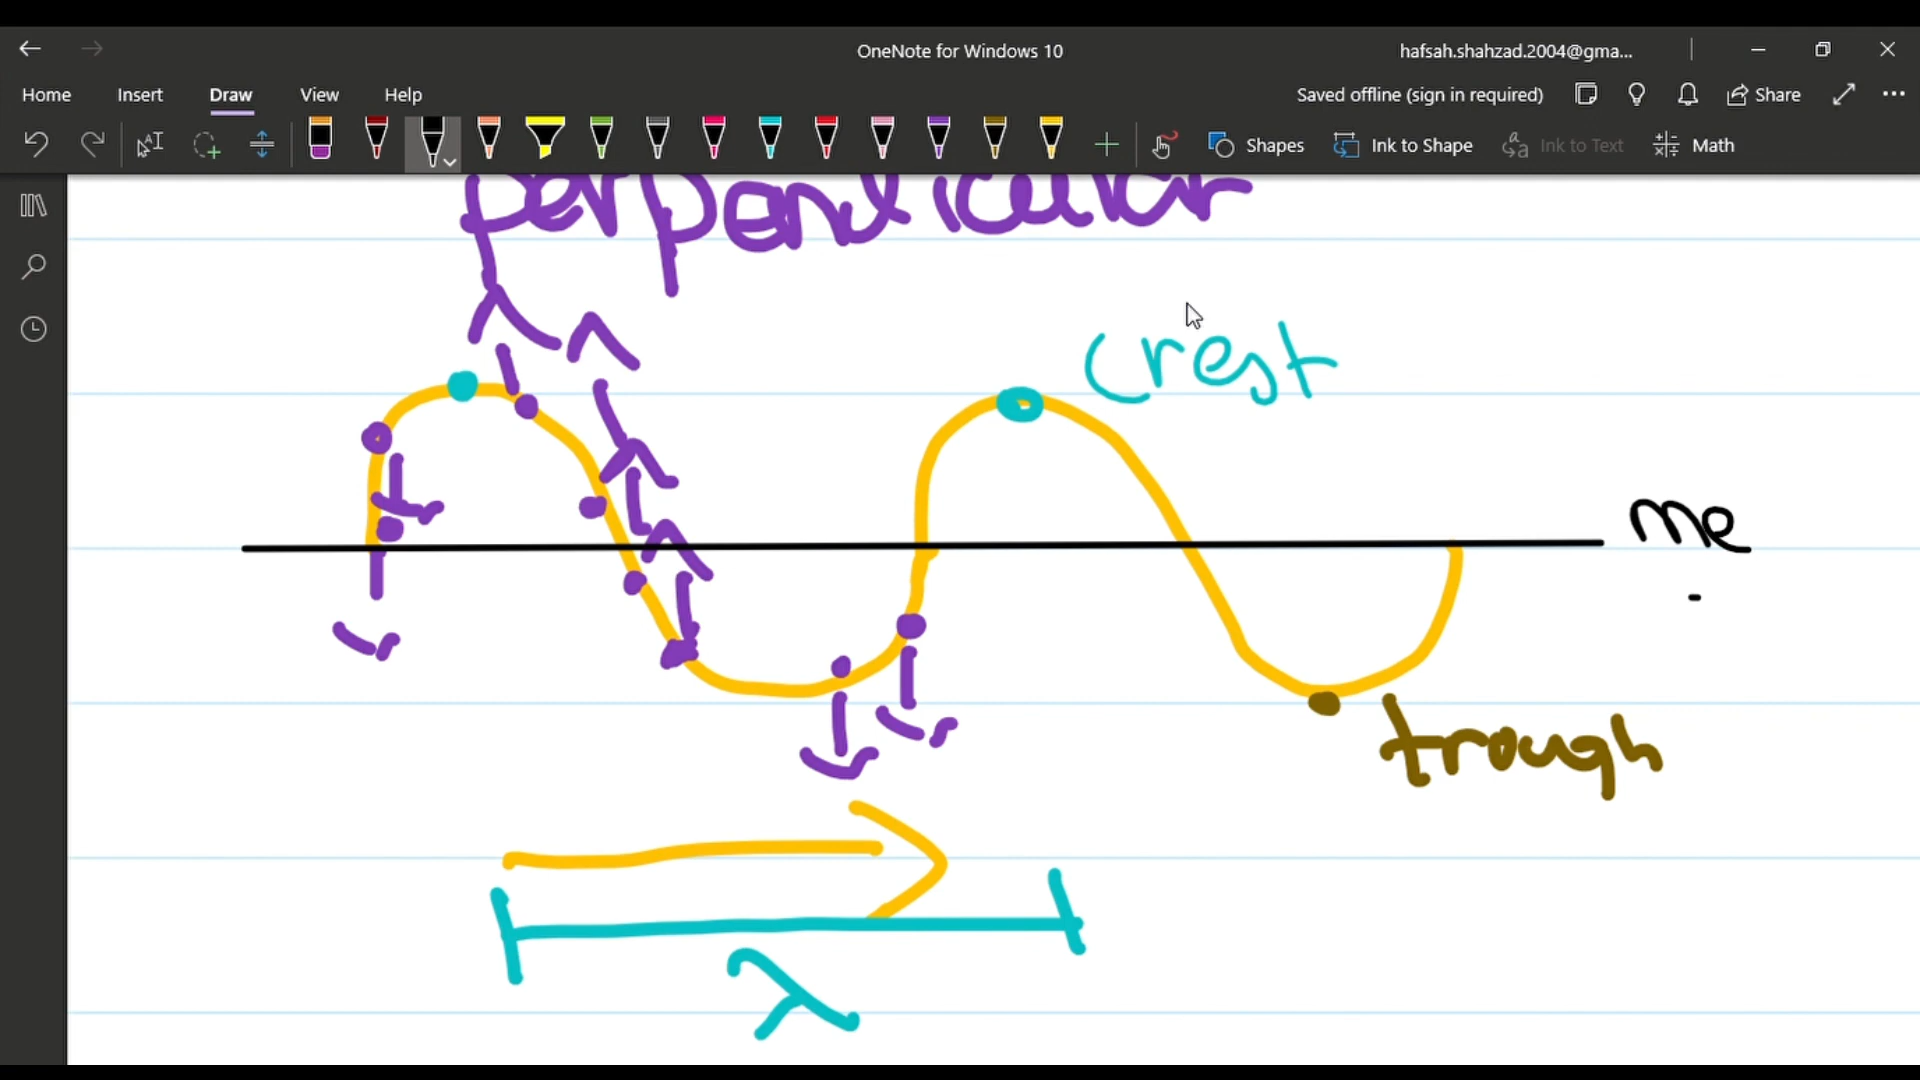 OneNote for Windows 10
hafsah.shahzad.2004@gma...
Home Insert Draw View Help
Saved offline (sign in required)
Share
Shapes
Ink to Shape
Ink to Text
Math
perpendicular
crest
me
trough
λ